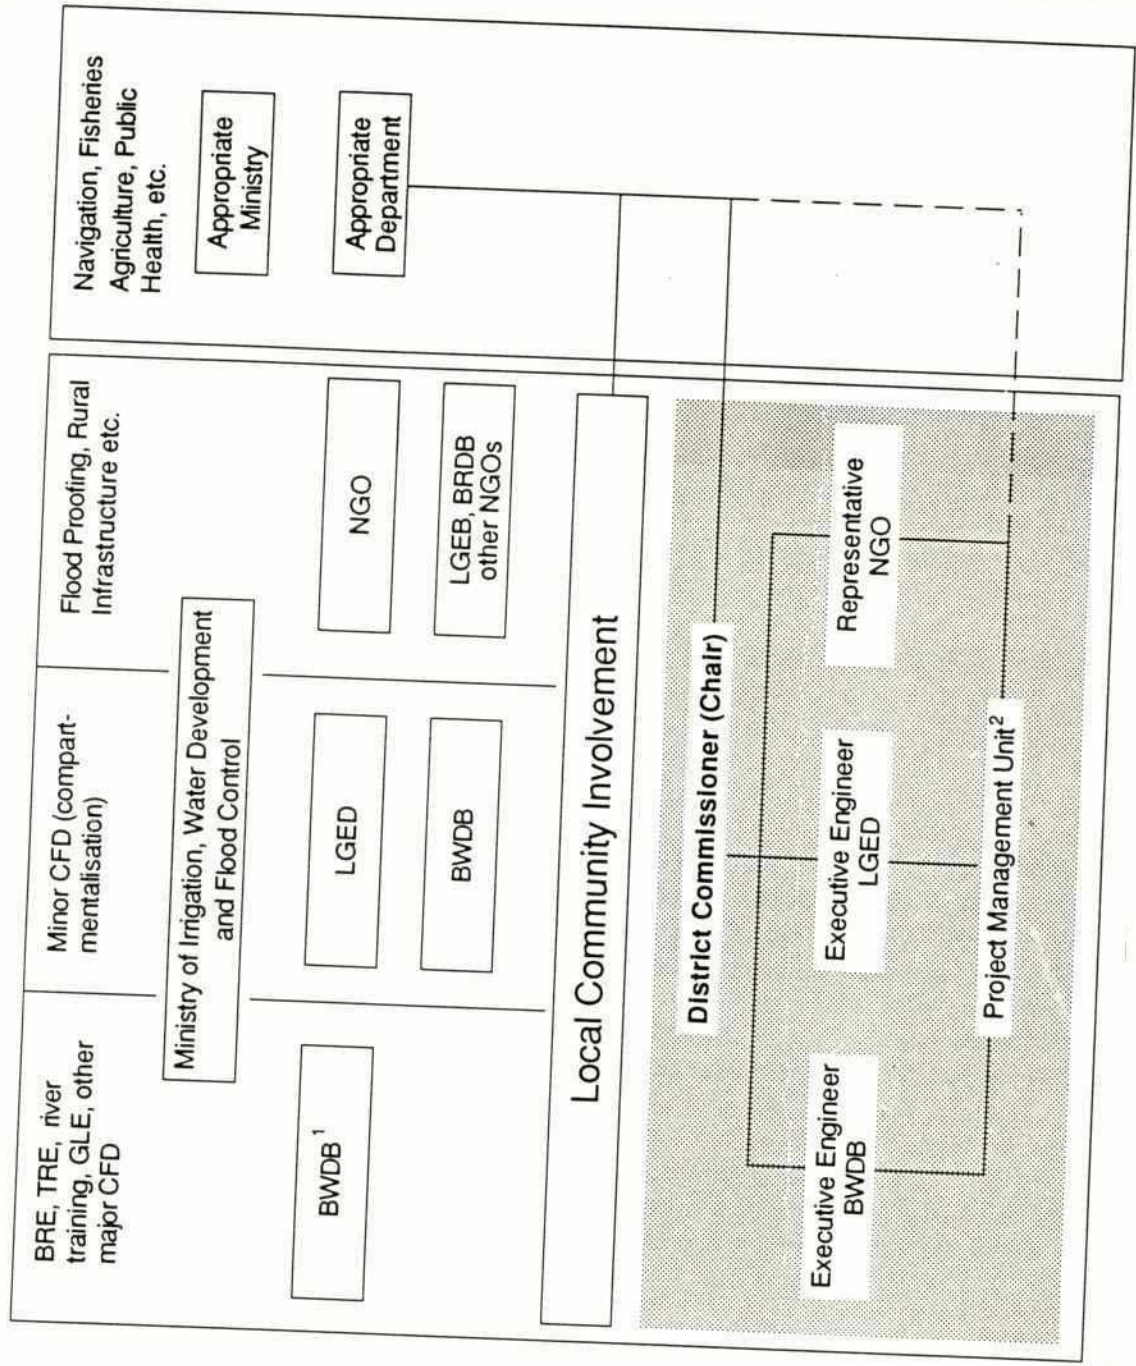 BRE, TRE, river
training, GLE, other
major CFD
Minor CFD (compart-
mentalisation)
Flood Proofing, Rural
Infrastructure etc.
Navigation, Fisheries
Agriculture, Public
Health, etc.
Ministry of Irrigation, Water Development
and Flood Control
Appropriate
Ministry
BWDB 1
LGED
NGO
Appropriate
Department
BWDB
LGEB, BRDB
other NGOs
Local Community Involvement
District Commissioner (Chair)
Executive Engineer
BWDB
Executive Engineer
LGED
Representative
NGO
Project Management Unit2